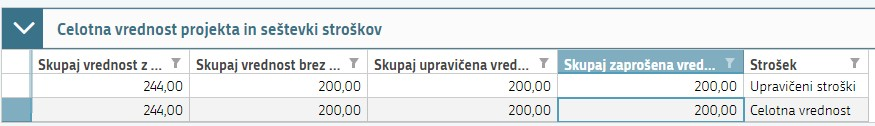 Celotna vrednost projekta in seštevki stroškov
Skupaj vrednost z ... Skupaj vrednost brez ... Skupaj upravičena vred... Skupaj zaprošena vred... Strošek
244,00 200,00 200,00 200,00 Upravičeni stroški
244,00 200,00 200,00 200,00 Celotna vrednost